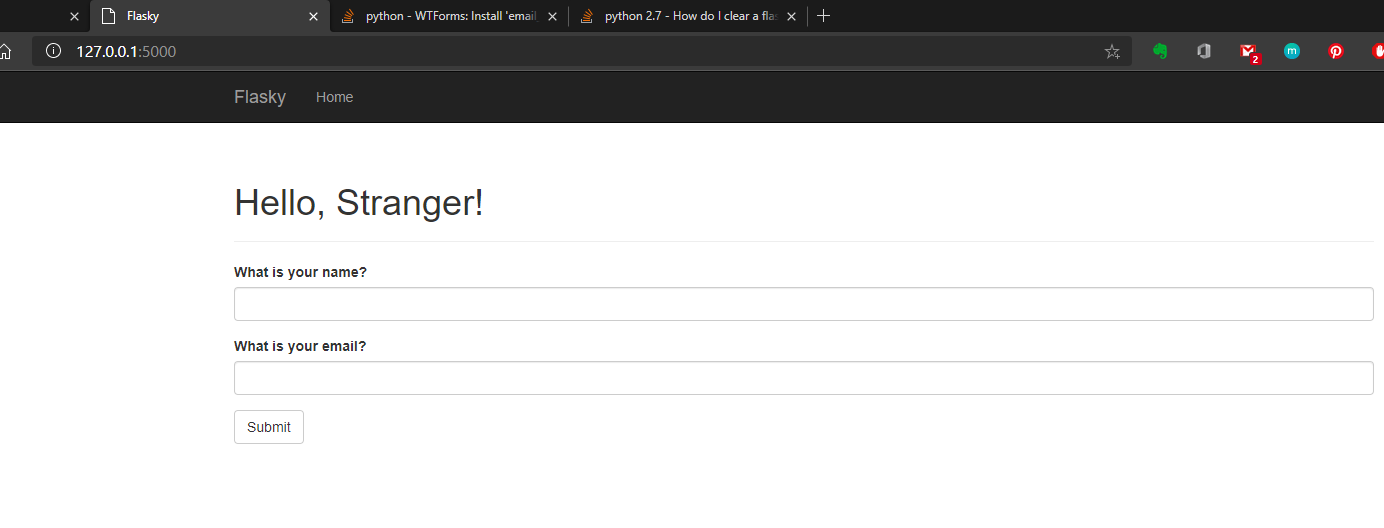 Flasky
python - WTForms: Install 'email
python 2.7 - How do I clear a flas
127.0.0.1:5000
2
m
Flasky Home
Hello, Stranger!
What is your name?
What is your email?
Submit